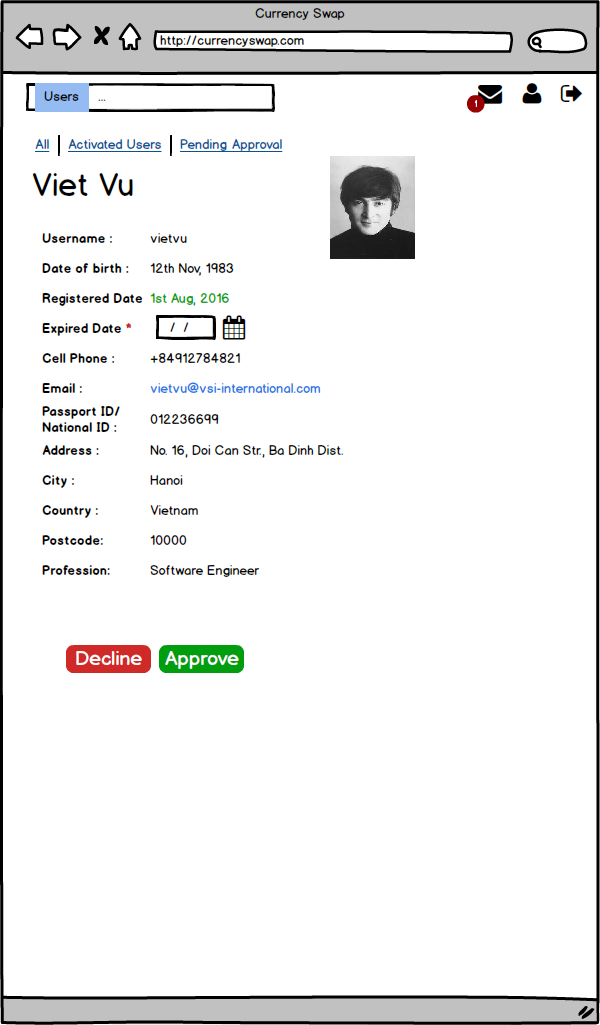 Currency Swap
http://currencyswap.com
Users ...
1
All Activated Users Pending Approval
Viet Vu
Username : vietvu
Date of birth : 12th Nov, 1983
Registered Date 1st Aug, 2016
Expired Date * / /
Cell Phone : +84912784821
Email : vietvu@vsi-international.com
Passport ID/
National ID : 012236699
Address : No. 16, Doi Can Str., Ba Dinh Dist.
City : Hanoi
Country : Vietnam
Postcode: 10000
Profession: Software Engineer
Decline Approve